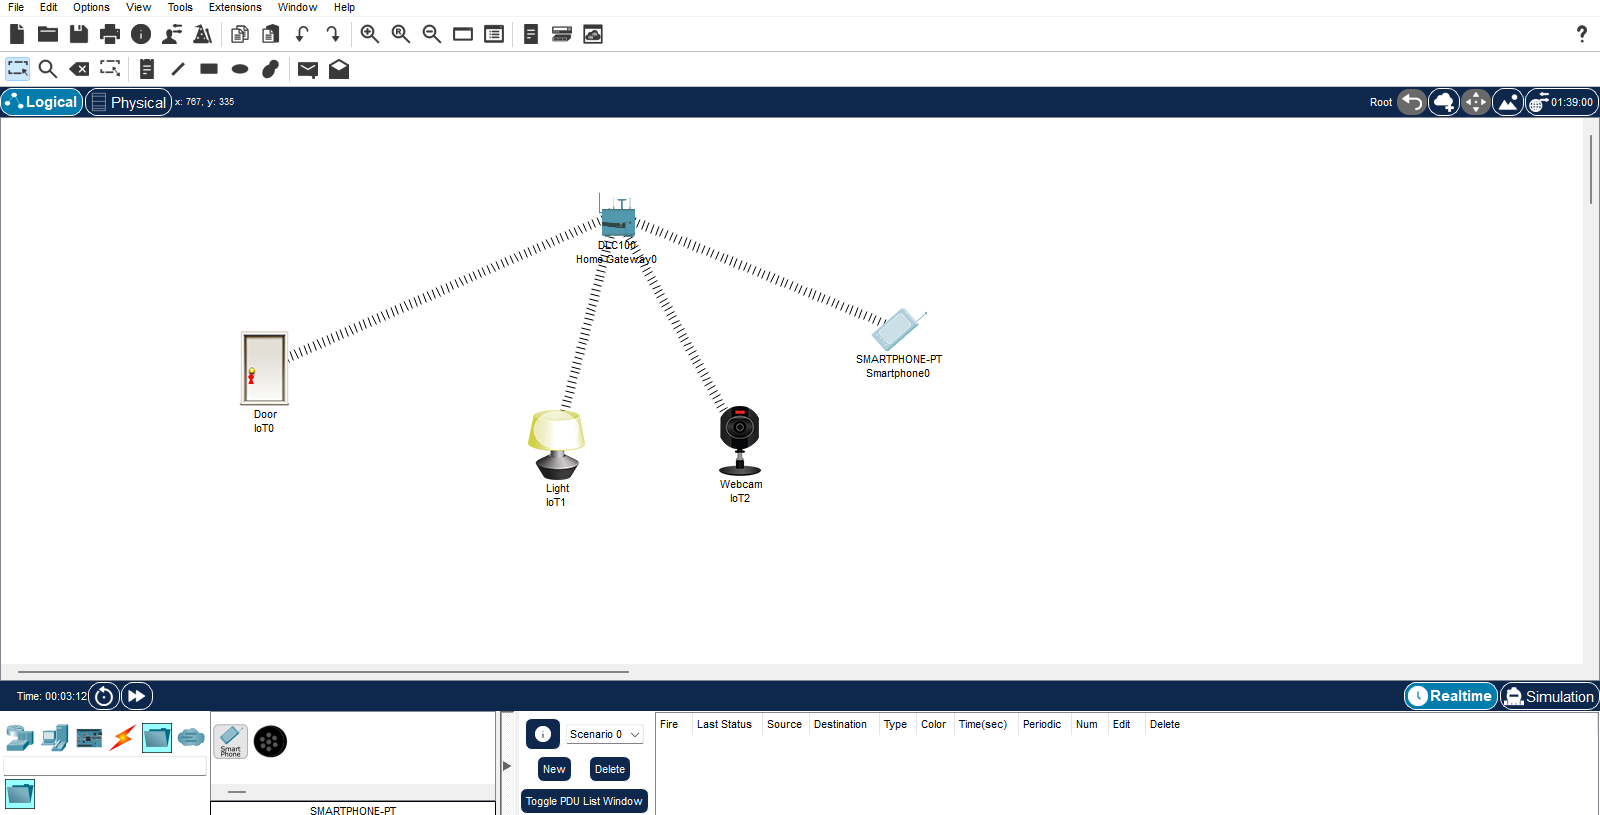 File Edit Options View Tools Extensions Window Help
?
Logical Physical x: 767, y: 335 Root 01:39:00
DLC100
Home Gateway0
SMARTPHONE-PT
Smartphone0
Door
IoT0
Light
IoT1
Webcam
IoT2
Time: 00:03:12 Realtime Simulation
Smart
Phone
SMARTPHONE-PT
Scenario 0
New Delete
Toggle PDU List Window
Fire Last Status Source Destination Type Color Time(sec) Periodic Num Edit Delete